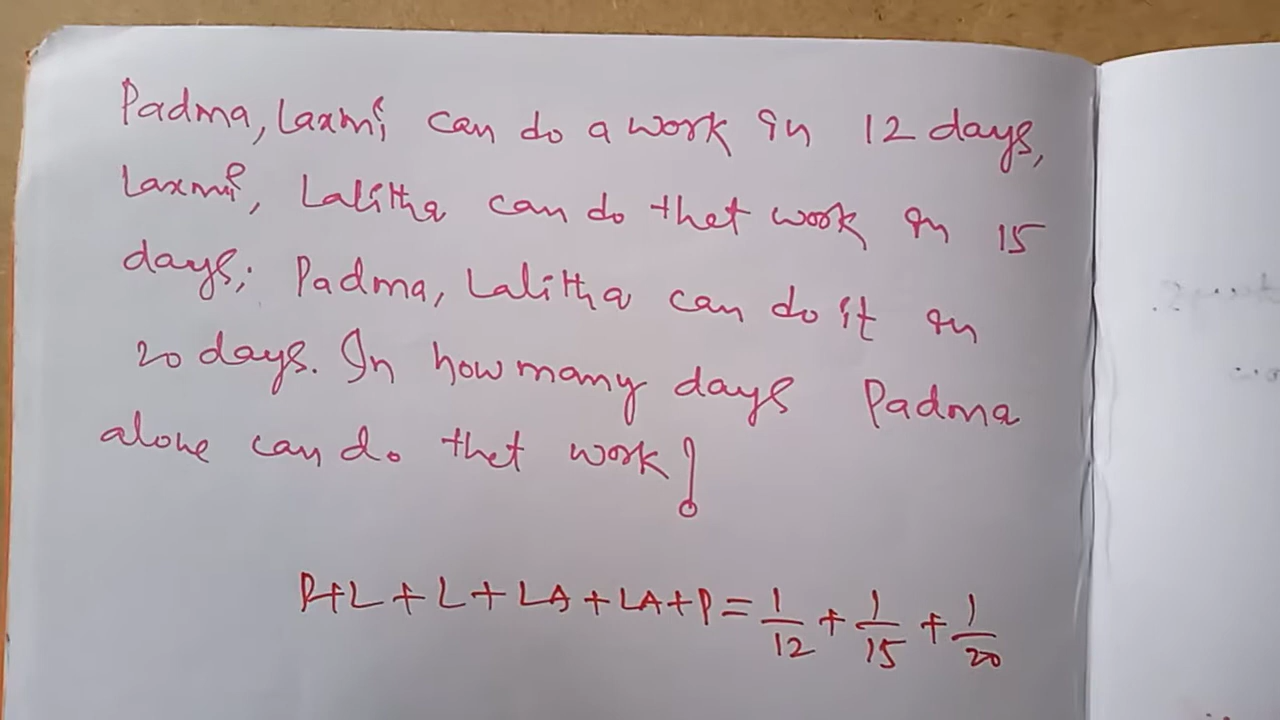 Padma, Laxmi can do a work in 12 days,
Laxmi, Lalitha can do thet work in 15
days; Padma, Lalitha can do it in
20 days. In how many days Padma
alone can do thet work?
P+L+L+LA+LA+P=1/12+1/15+1/20